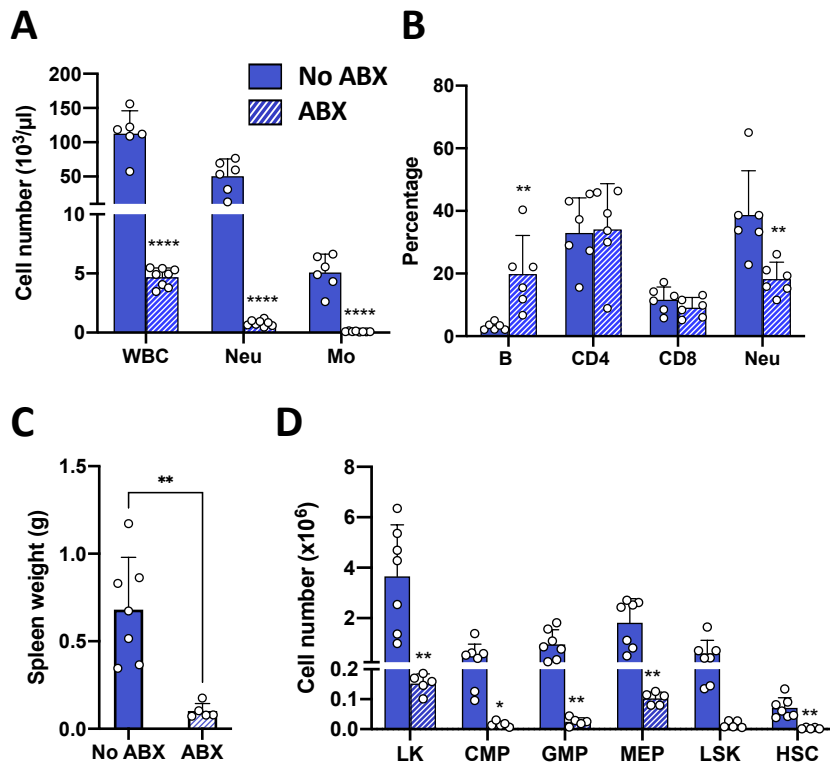 A
No ABX
ABX
Cell number (10³/µl)
200
150
100
50
10
5
0
****
****
****
WBC Neu Mo
B
Percentage
80
60
40
20
0
**
**
B CD4 CD8 Neu
C
Spleen weight (g)
1.5
1.0
0.5
0.0
**
No ABX ABX
D
Cell number (x10⁶)
8
6
4
2
0.2
0.1
0.0
**
*
**
**
**
LK CMP GMP MEP LSK HSC